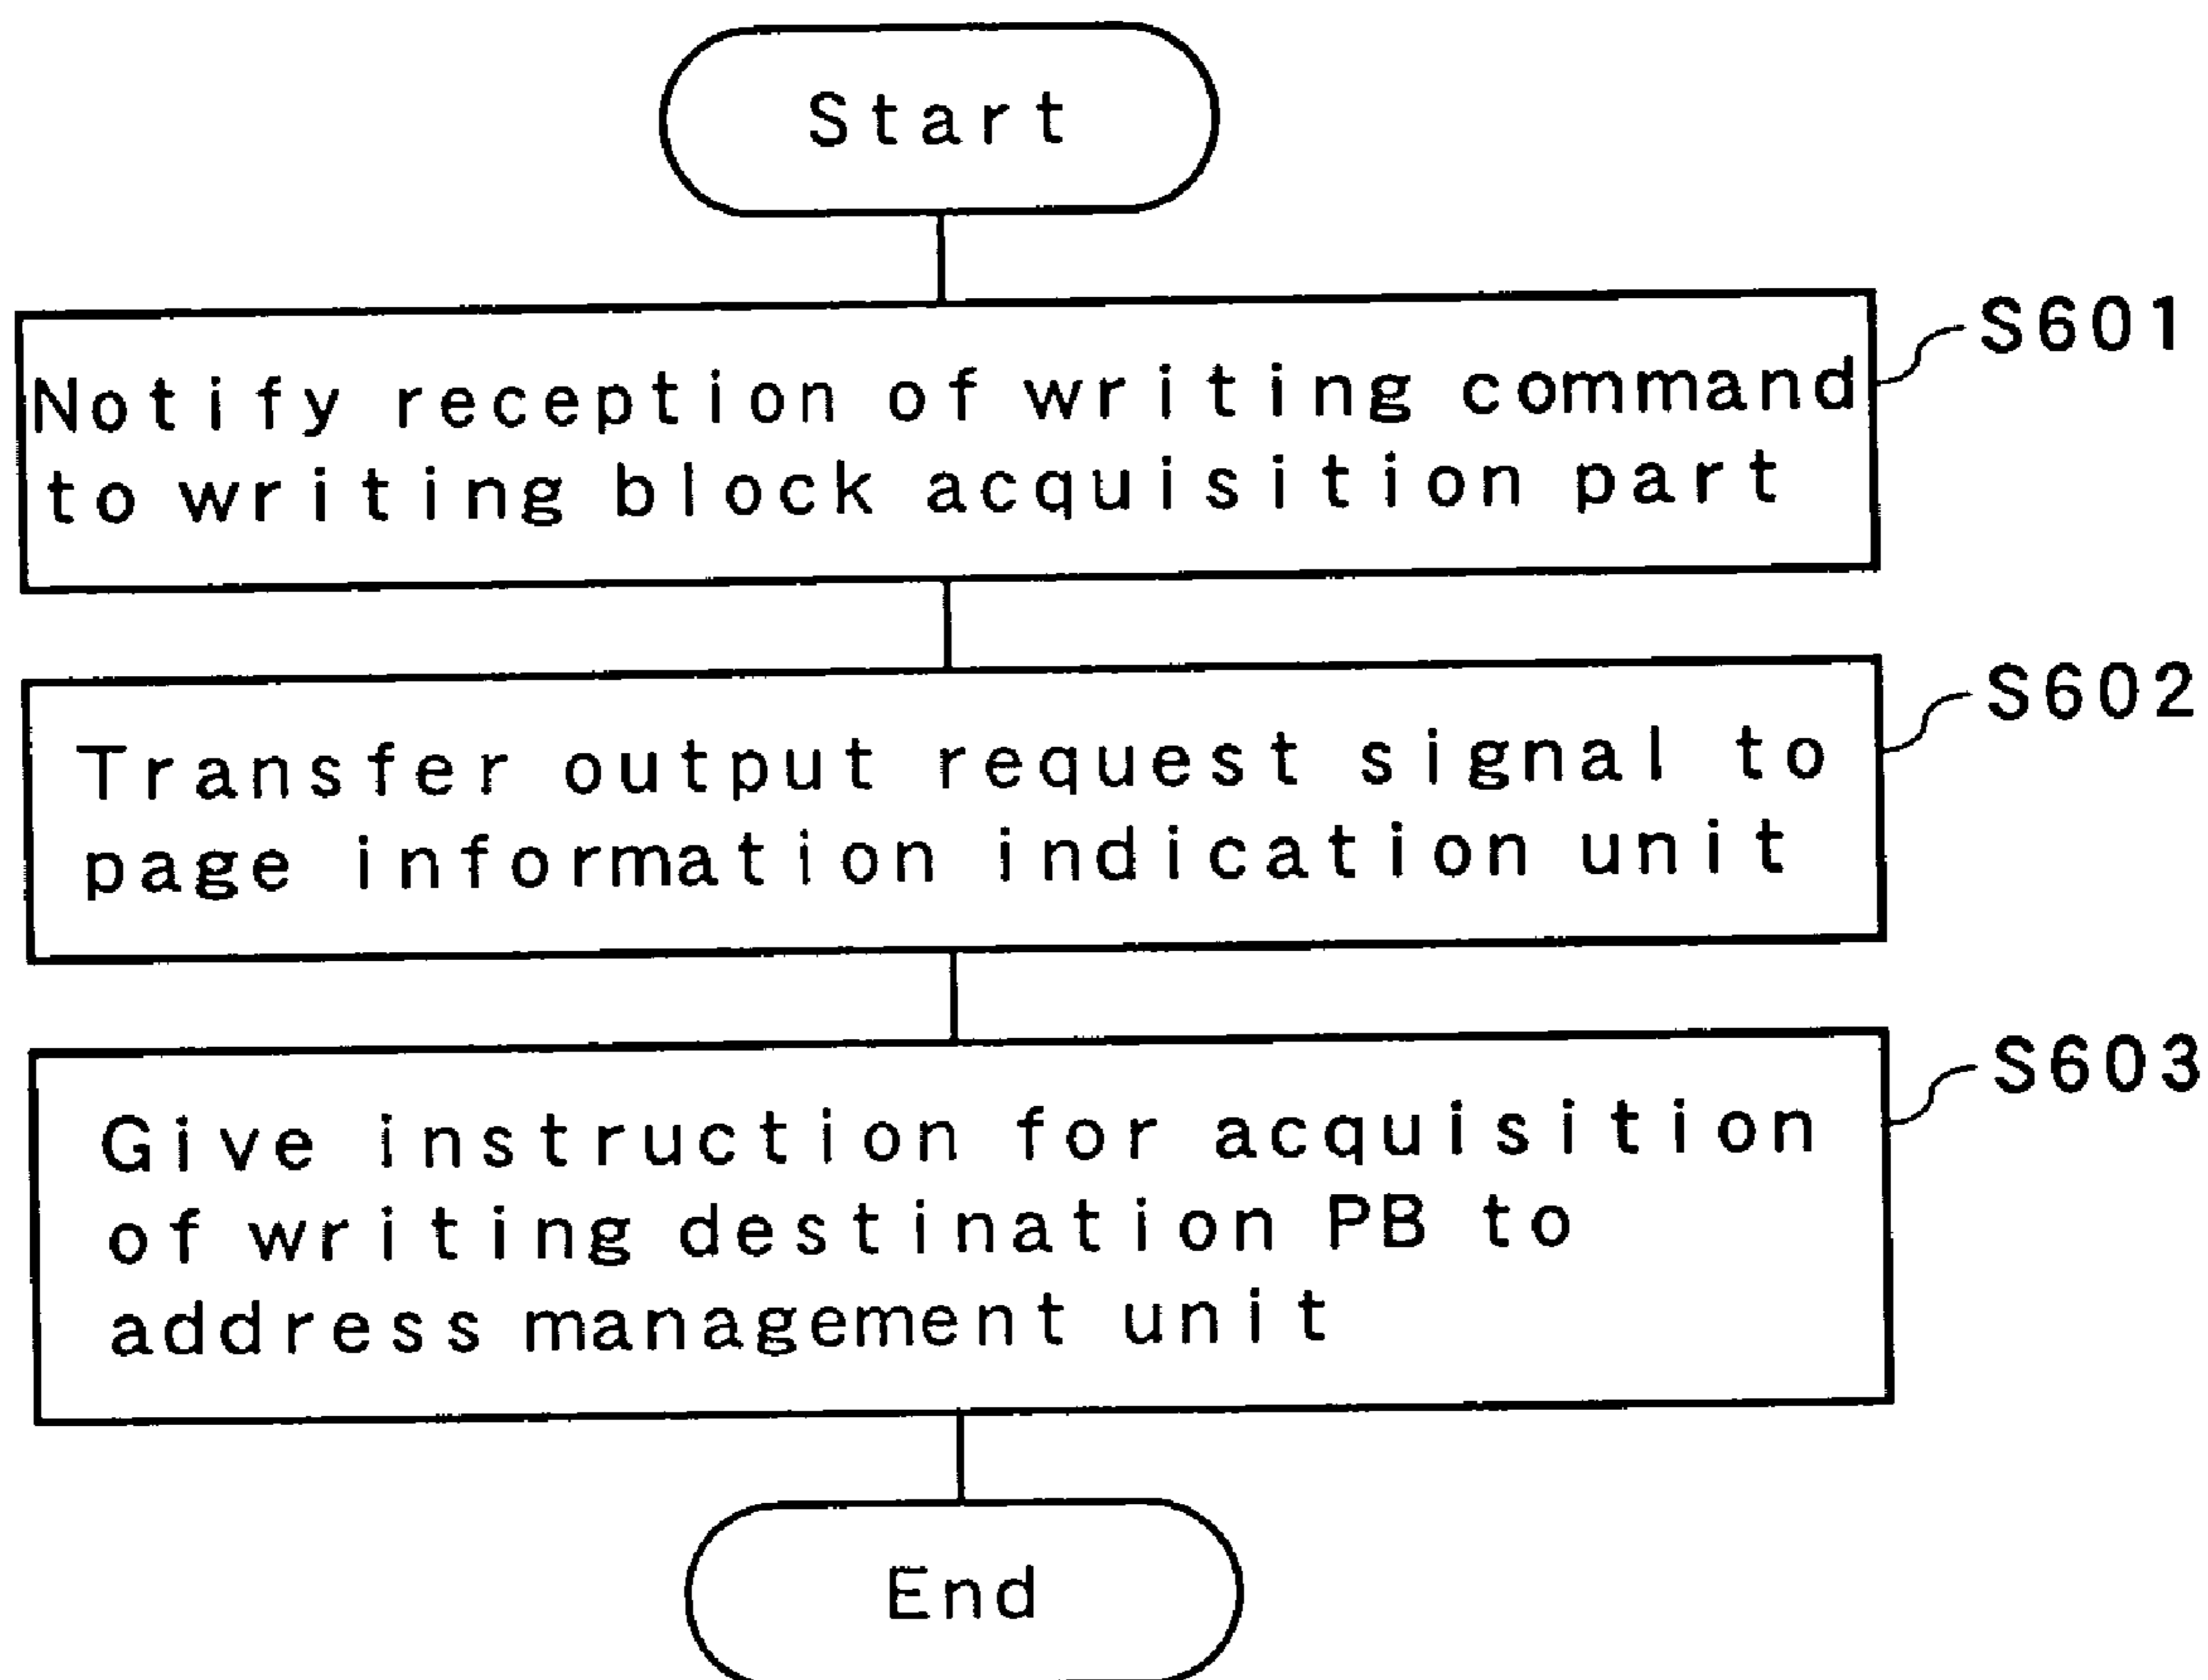 Start
S601
Notify reception of writing command
to writing block acquisition part
S602
Transfer output request signal to
page information indication unit
S603
Give instruction for acquisition
of writing destination PB to
address management unit
End